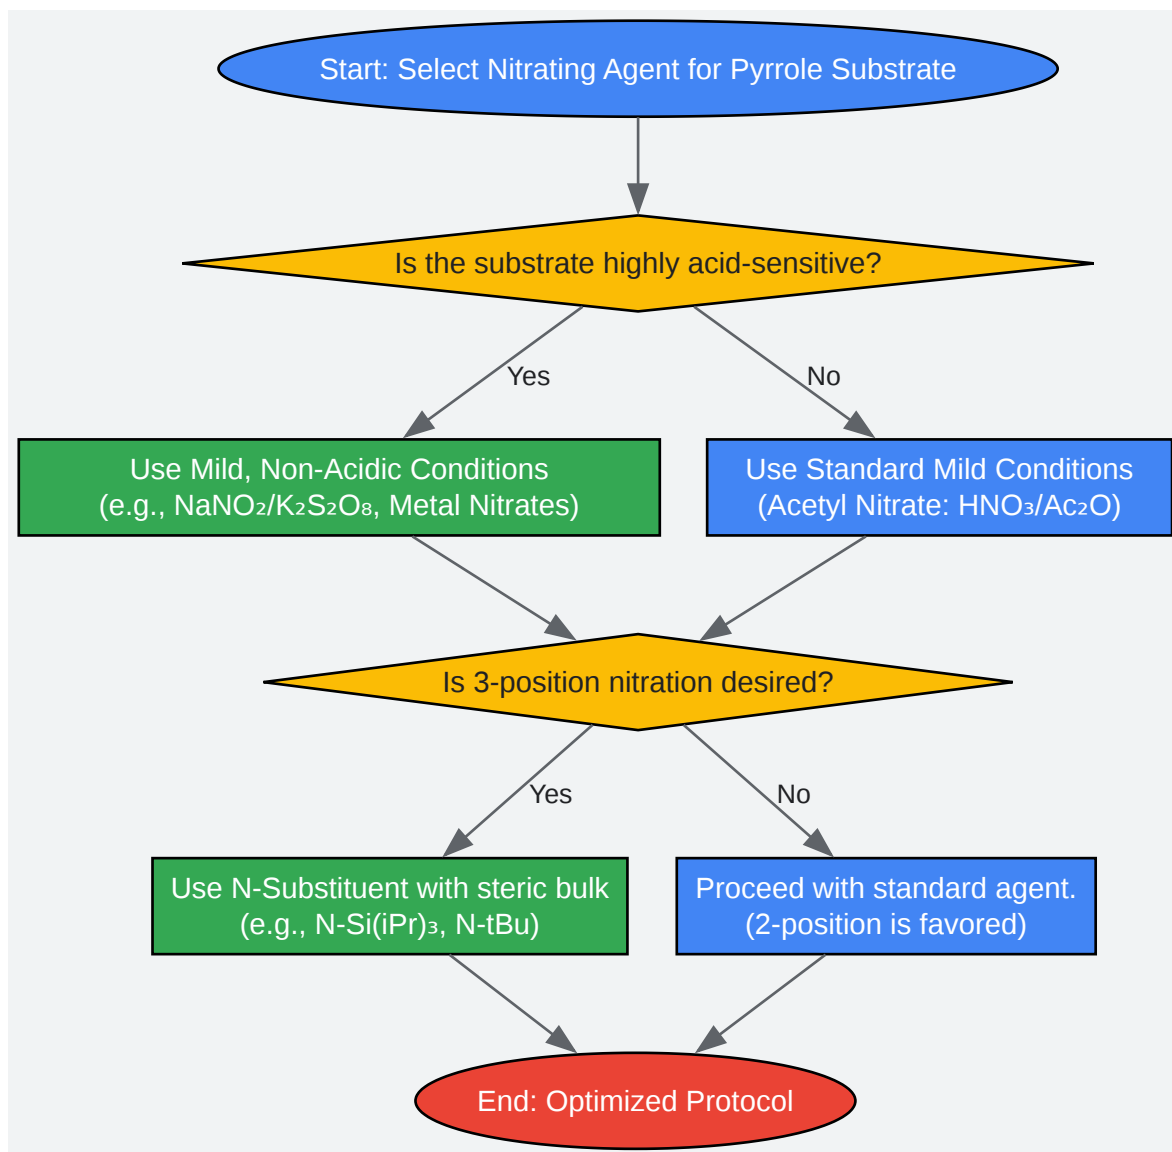 Start: Select Nitrating Agent for Pyrrole Substrate
Is the substrate highly acid-sensitive?
Yes
No
Use Mild, Non-Acidic Conditions
(e.g., NaNO₂/K₂S₂O₈, Metal Nitrates)
Use Standard Mild Conditions
(Acetyl Nitrate: HNO₃/Ac₂O)
Is 3-position nitration desired?
Yes
No
Use N-Substituent with steric bulk
(e.g., N-Si(iPr)₃, N-tBu)
Proceed with standard agent.
(2-position is favored)
End: Optimized Protocol